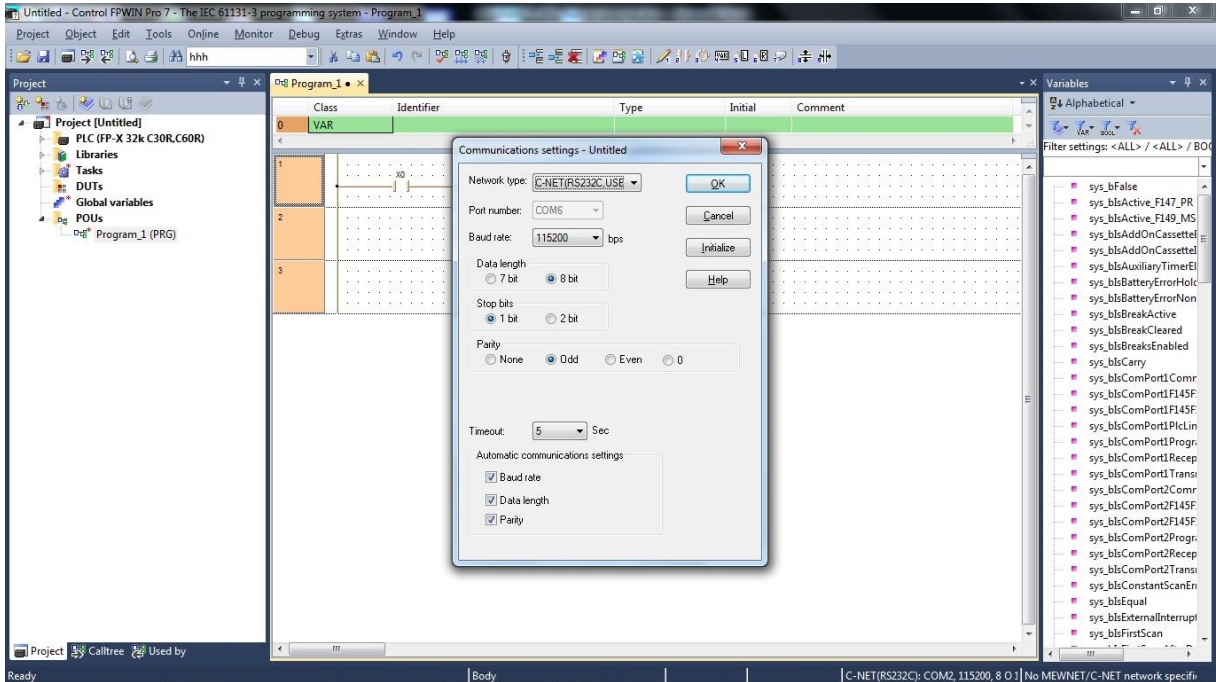 Untitled - Control FPWIN Pro 7 - The IEC 61131-3 programming system - Program_1
Project Object Edit Tools Online Monitor Debug Extras Window Help
hhh
Project
Project [Untitled]
PLC (FP-X 32k C30R,C60R)
Libraries
Tasks
DUTs
Global variables
POUs
Program_1 (PRG)
Project Calltree Used by
Program_1
Class Identifier Type Initial Comment
0 VAR
1
X0
2
3
Communications settings - Untitled
Network type: C-NET(RS232C,USB
OK
Port number: COM6
Cancel
Baud rate: 115200 bps
Initialize
Data length
7 bit 8 bit
Help
Stop bits
1 bit 2 bit
Parity
None Odd Even 0
Timeout: 5 Sec
Automatic communications settings
Baud rate
Data length
Parity
Variables
Alphabetical
VAR BOOL
Filter settings: <ALL> / <ALL> / BOO
sys_bFalse
sys_bIsActive_F147_PR
sys_bIsActive_F149_MS
sys_bIsAddOnCassetteE
sys_bIsAddOnCassetteI
sys_bIsAuxiliaryTimerEl
sys_bIsBatteryErrorHolc
sys_bIsBatteryErrorNon
sys_bIsBreakActive
sys_bIsBreakCleared
sys_bIsBreaksEnabled
sys_bIsCarry
sys_bIsComPort1Comr
sys_bIsComPort1F145F
sys_bIsComPort1F145F
sys_bIsComPort1PlcLin
sys_bIsComPort1Progr
sys_bIsComPort1Recep
sys_bIsComPort1Trans
sys_bIsComPort2Comr
sys_bIsComPort2F145F
sys_bIsComPort2F145F
sys_bIsComPort2Progr
sys_bIsComPort2Recep
sys_bIsComPort2Trans
sys_bIsConstantScanEr
sys_bIsEqual
sys_bIsExternalInterrupt
sys_bIsFirstScan
Ready Body C-NET(RS232C): COM2, 115200, 8 O 1 No MEWNET/C-NET network specifi